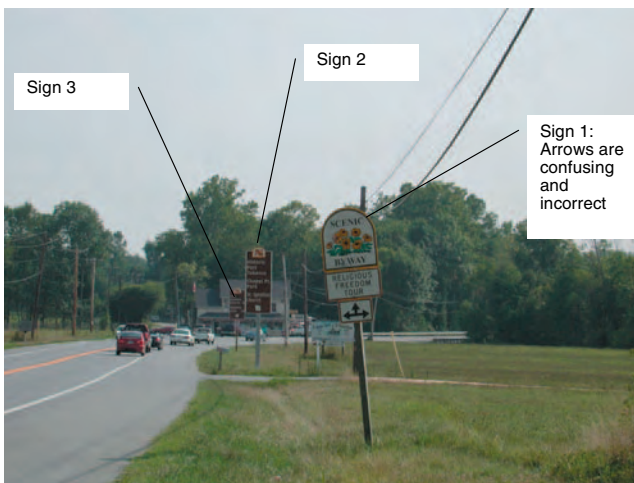 Sign 3
Sign 2
Sign 1:
Arrows are
confusing
and
incorrect
SCENIC
BYWAY
RELIGIOUS
FREEDOM
TOUR